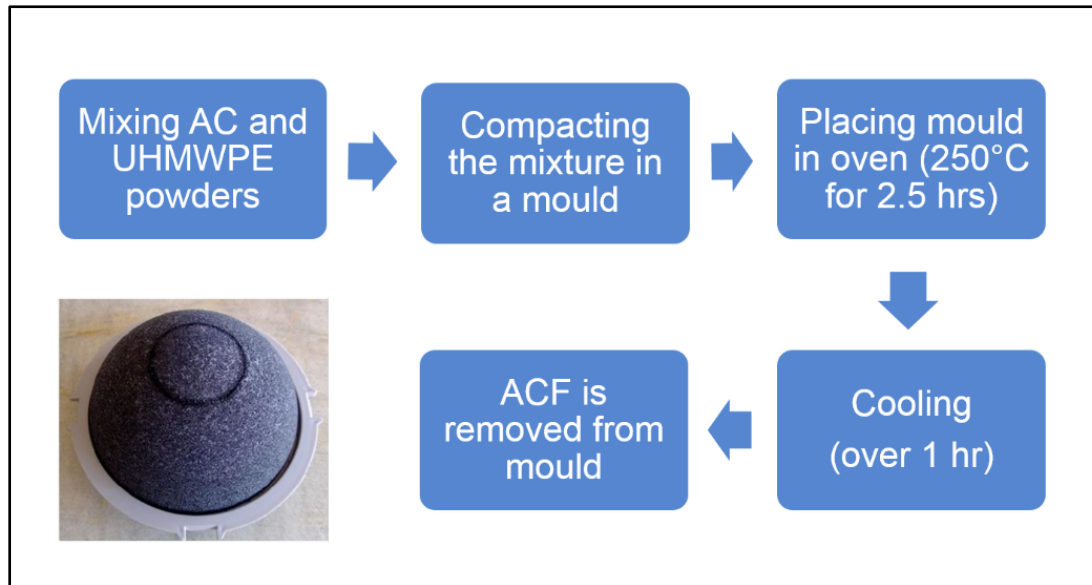 Mixing AC and
UHMWPE
powders
Compacting
the mixture in
a mould
Placing mould
in oven (250°C
for 2.5 hrs)
Cooling
(over 1 hr)
ACF is
removed from
mould